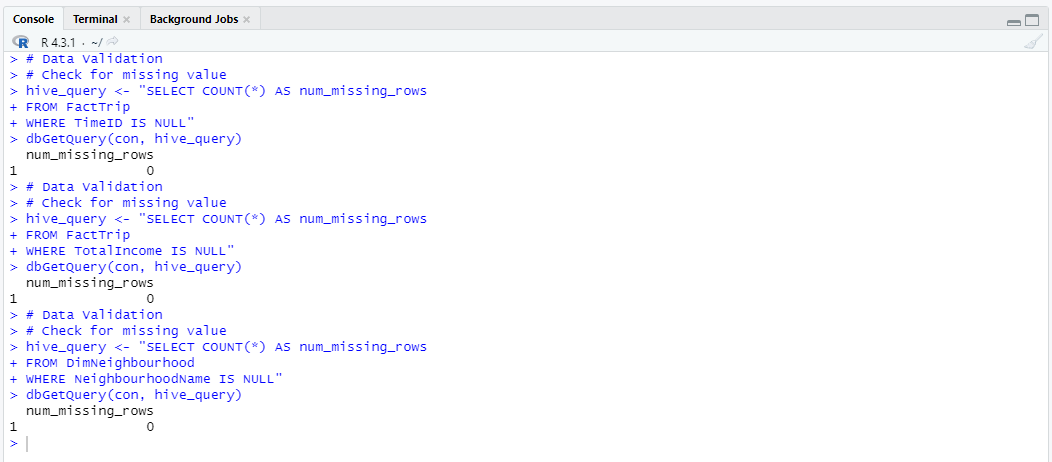 Console Terminal Background Jobs
R R 4.3.1 · ~/
> # Data Validation
> # Check for missing value
> hive_query <- "SELECT COUNT(*) AS num_missing_rows
+ FROM FactTrip
+ WHERE TimeID IS NULL"
> dbGetQuery(con, hive_query)
  num_missing_rows
1                0
> # Data Validation
> # Check for missing value
> hive_query <- "SELECT COUNT(*) AS num_missing_rows
+ FROM FactTrip
+ WHERE TotalIncome IS NULL"
> dbGetQuery(con, hive_query)
  num_missing_rows
1                0
> # Data Validation
> # Check for missing value
> hive_query <- "SELECT COUNT(*) AS num_missing_rows
+ FROM DimNeighbourhood
+ WHERE NeighbourhoodName IS NULL"
> dbGetQuery(con, hive_query)
  num_missing_rows
1                0
>